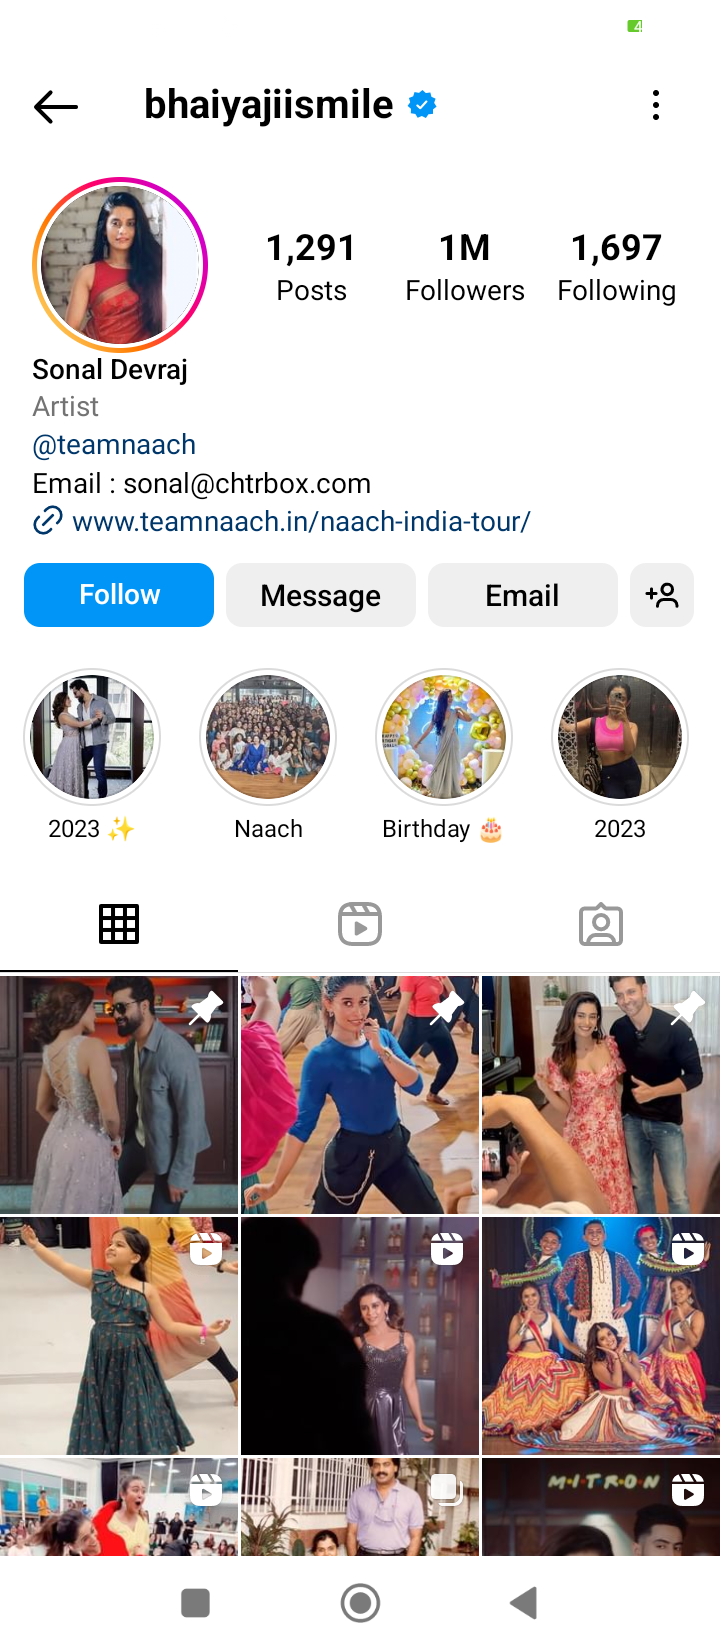 4
bhaiyajiismile
1,291 1M 1,697
Posts Followers Following
Sonal Devraj
Artist
@teamnaach
Email : sonal@chtrbox.com
www.teamnaach.in/naach-india-tour/
Follow Message Email
2023 ✨ Naach Birthday 🎂 2023
MITRON